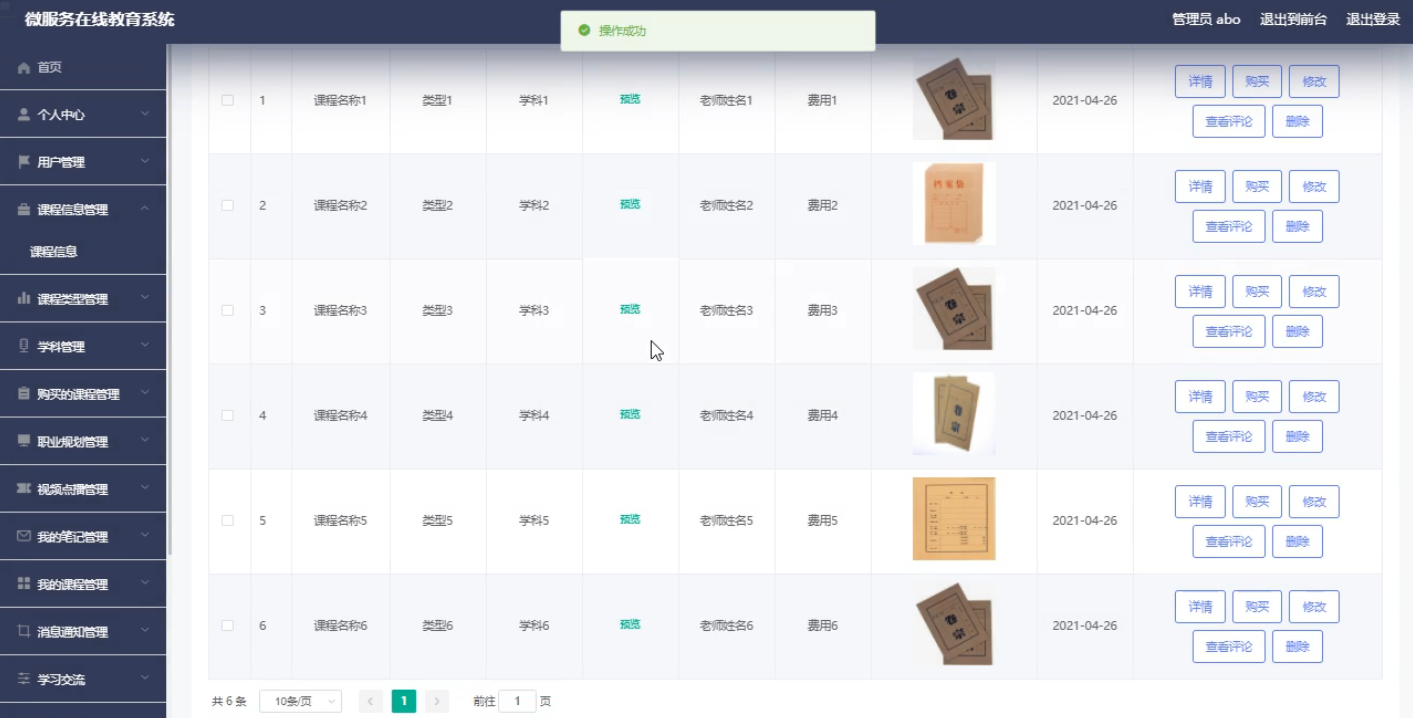 微服务在线教育系统
操作成功
管理员 abo 退出到前台 退出登录
首页
个人中心
用户管理
课程信息管理
课程信息
课程类型管理
学科管理
购买的课程管理
职业规划管理
视频点播管理
我的笔记管理
我的课程管理
消息通知管理
学习交流
1 课程名称1 类型1 学科1 预览 老师姓名1 费用1 卷宗 2021-04-26 详情 购买 修改
查看评论 删除
2 课程名称2 类型2 学科2 预览 老师姓名2 费用2 档案袋 2021-04-26 详情 购买 修改
查看评论 删除
3 课程名称3 类型3 学科3 预览 老师姓名3 费用3 卷宗 2021-04-26 详情 购买 修改
查看评论 删除
4 课程名称4 类型4 学科4 预览 老师姓名4 费用4 卷宗 2021-04-26 详情 购买 修改
查看评论 删除
5 课程名称5 类型5 学科5 预览 老师姓名5 费用5 2021-04-26 详情 购买 修改
查看评论 删除
6 课程名称6 类型6 学科6 预览 老师姓名6 费用6 卷宗 2021-04-26 详情 购买 修改
查看评论 删除
共 6 条 10条/页 1 前往 1 页